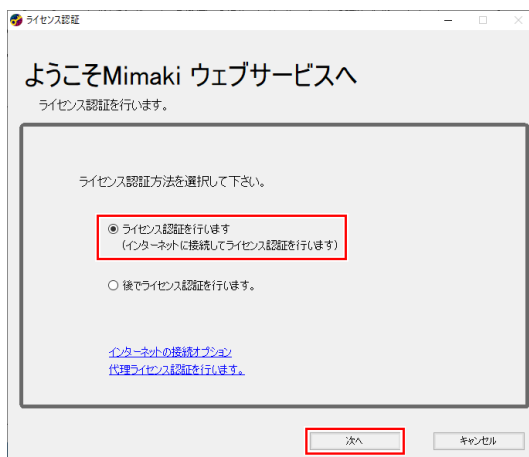 ライセンス認証
ようこそMimaki ウェブサービスへ
ライセンス認証を行います。
ライセンス認証方法を選択して下さい。
ライセンス認証を行います
(インターネットに接続してライセンス認証を行います)
後でライセンス認証を行います。
インターネットの接続オプション
代理ライセンス認証を行います。
次へ
キャンセル